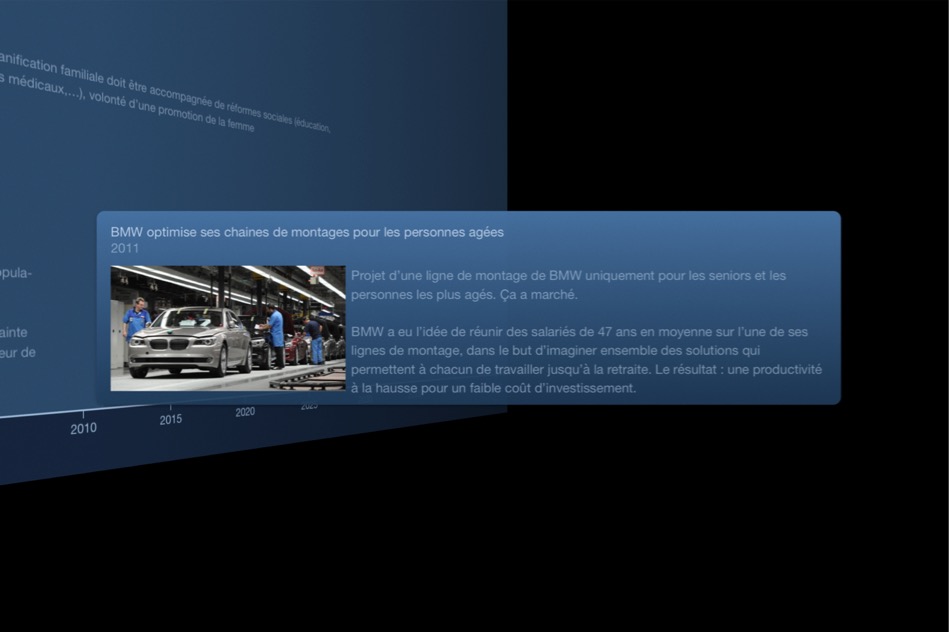 anification familiale doit être accompagnée de réformes sociales (éducation,
s médicaux,...), volonté d'une promotion de la femme
BMW optimise ses chaines de montages pour les personnes agées
2011
Projet d'une ligne de montage de BMW uniquement pour les seniors et les
personnes les plus agés. Ça a marché.
BMW a eu l'idée de réunir des salariés de 47 ans en moyenne sur l'une de ses
lignes de montage, dans le but d'imaginer ensemble des solutions qui
permettent à chacun de travailler jusqu'à la retraite. Le résultat : une productivité
à la hausse pour un faible coût d'investissement.
opula-
ainte
eur de
2010 2015 2020 2025